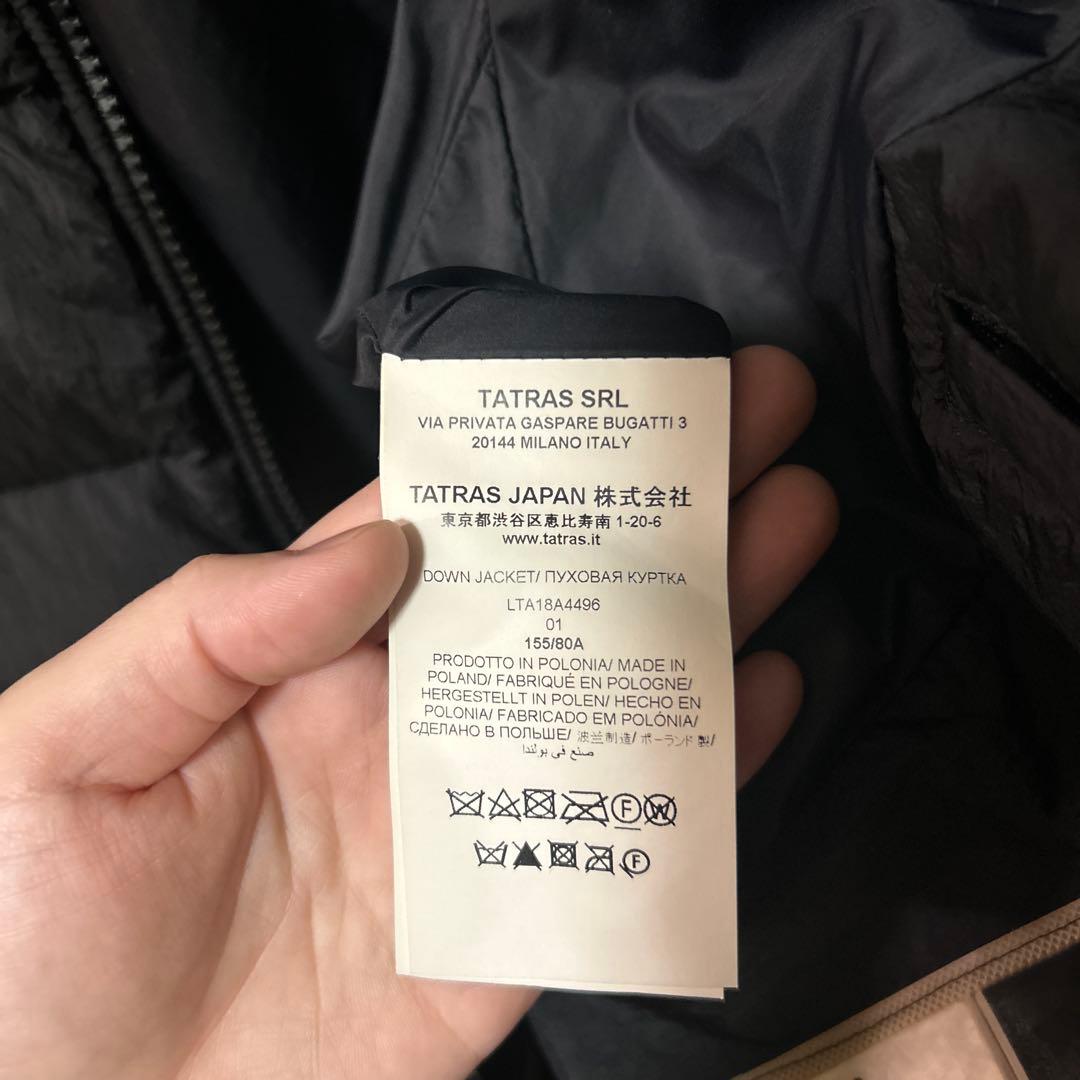 TATRAS SRL
VIA PRIVATA GASPARE BUGATTI 3
20144 MILANO ITALY
TATRAS JAPAN 株式会社
東京都渋谷区恵比寿南 1-20-6
www.tatras.it
DOWN JACKET/ ПУХОВАЯ КУРТКА
LTA18A4496
01
155/80A
PRODOTTO IN POLONIA/ MADE IN
POLAND/ FABRIQUÉ EN POLOGNE/
HERGESTELLT IN POLEN/ HECHO EN
POLONIA/ FABRICADO EM POLÓNIA/
СДЕЛАНО В ПОЛЬШЕ/ 波兰制造/ ポーランド 製/
صنع في بولندا
F W
F